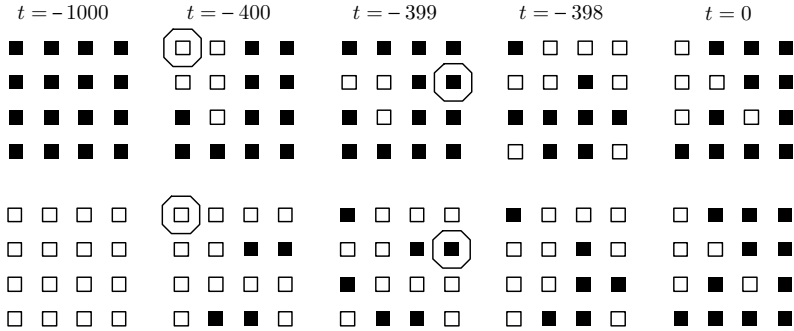 t = −1000 t = −400 t = −399 t = −398 t = 0